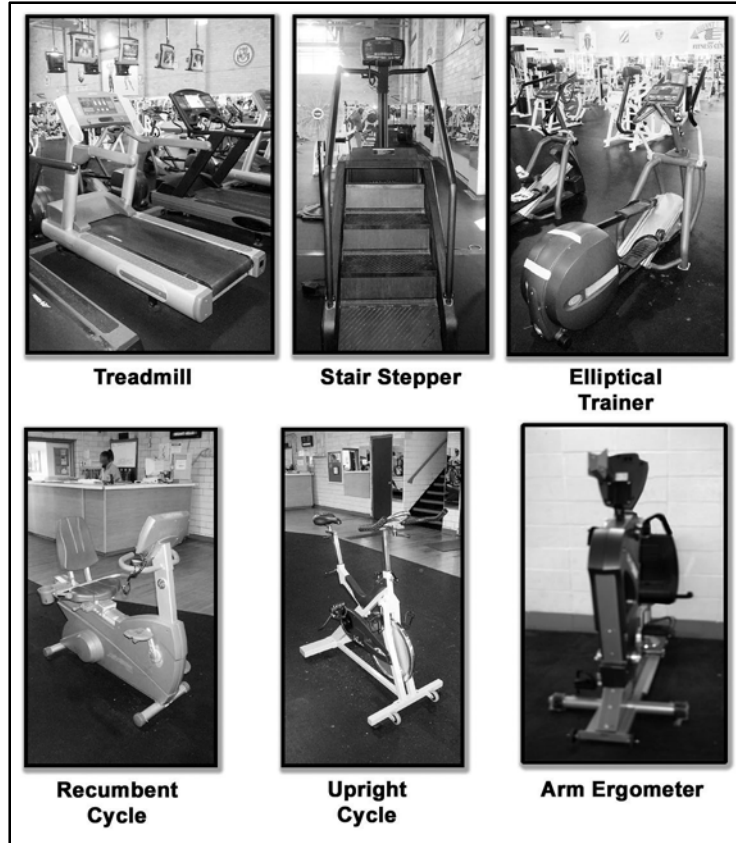 Treadmill
Stair Stepper
Elliptical
Trainer
Recumbent
Cycle
Upright
Cycle
Arm Ergometer